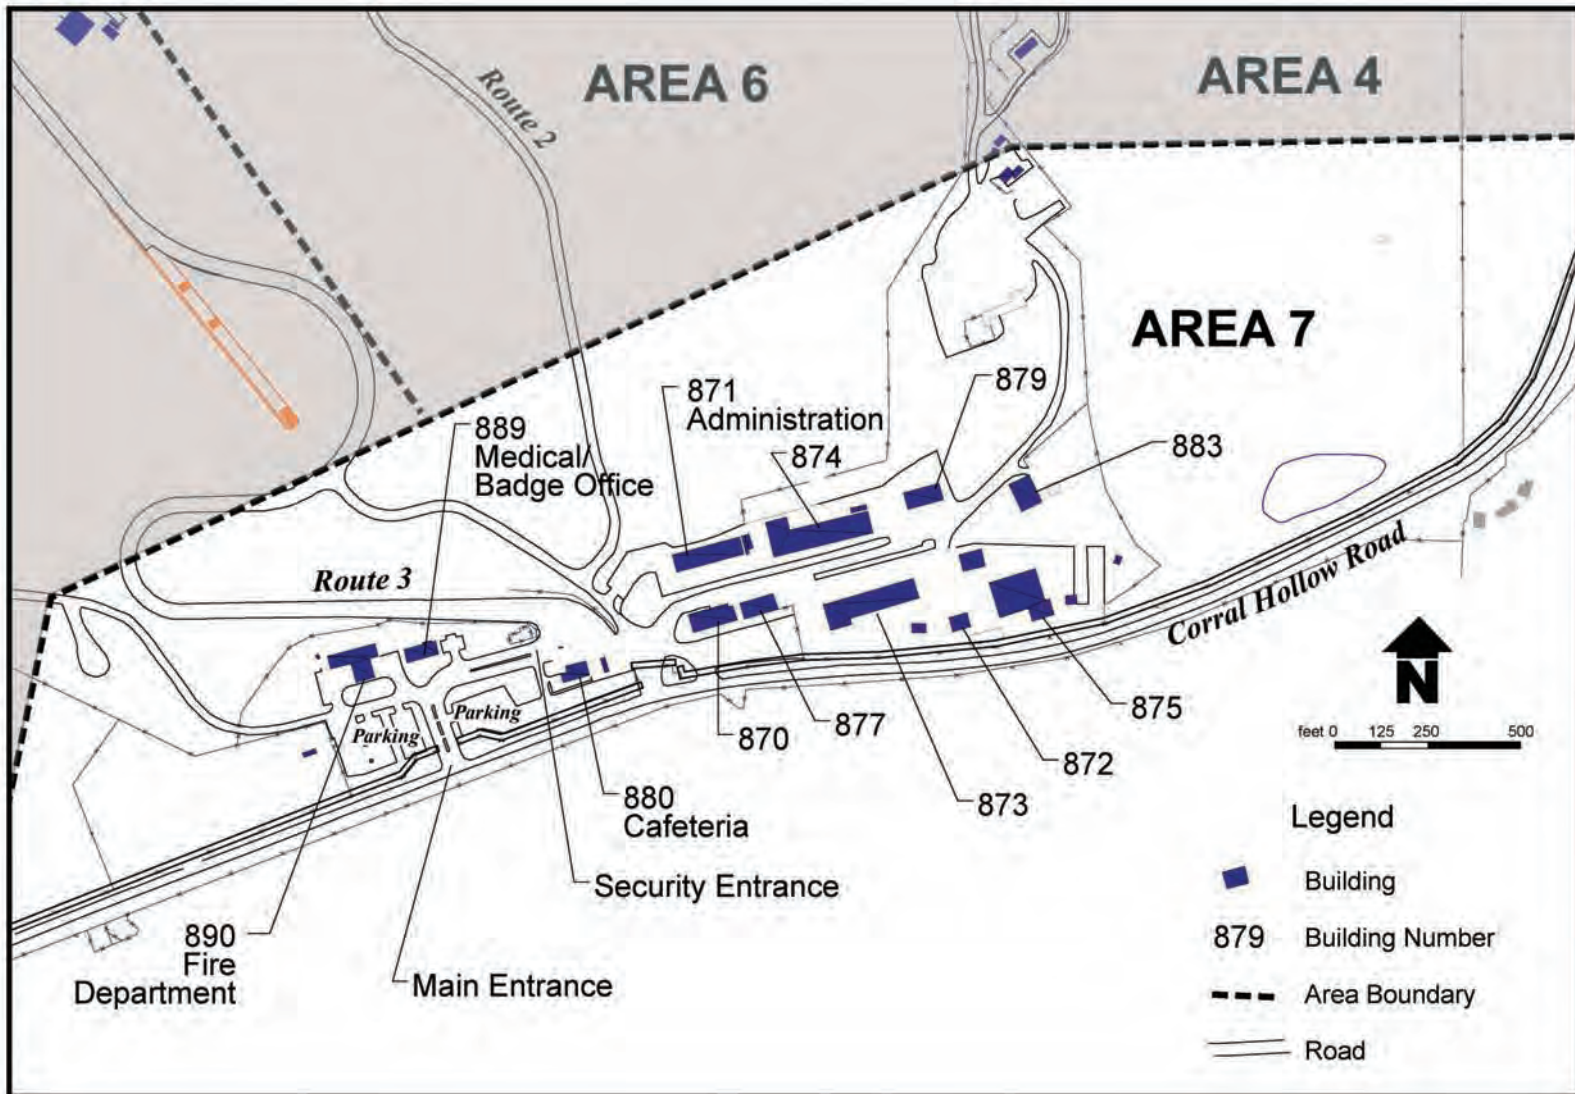 AREA 6
AREA 4
Route 2
AREA 7
871
Administration
874
879
883
889
Medical/
Badge Office
Route 3
Corral Hollow Road
Parking
Parking
870
877
875
872
873
880
Cafeteria
Security Entrance
890
Fire
Department
Main Entrance
N
feet 0 125 250 500
Legend
Building
879 Building Number
Area Boundary
Road